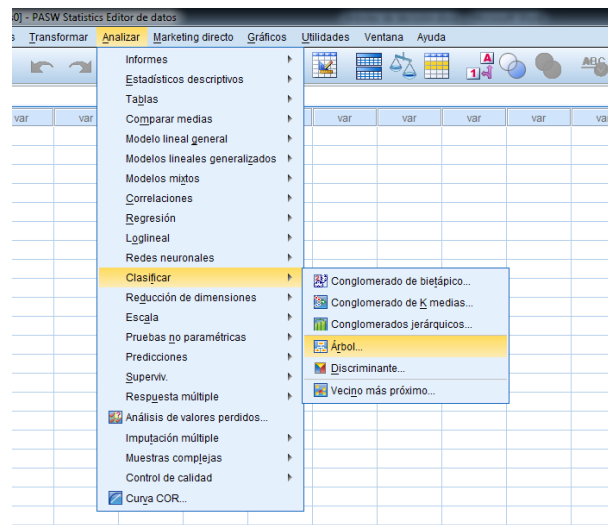 0] - PASW Statistics Editor de datos
s Transformar Analizar Marketing directo Gráficos Utilidades Ventana Ayuda
Informes
Estadísticos descriptivos
Tablas
Comparar medias
Modelo lineal general
Modelos lineales generalizados
Modelos mixtos
Correlaciones
Regresión
Loglineal
Redes neuronales
Clasificar
Reducción de dimensiones
Escala
Pruebas no paramétricas
Predicciones
Superviv.
Respuesta múltiple
Análisis de valores perdidos...
Imputación múltiple
Muestras complejas
Control de calidad
Curva COR...
A
1 4
ABC
var var var var var var va
Conglomerado de bietápico...
Conglomerado de K medias...
Conglomerados jerárquicos...
Árbol...
Discriminante...
Vecino más próximo...